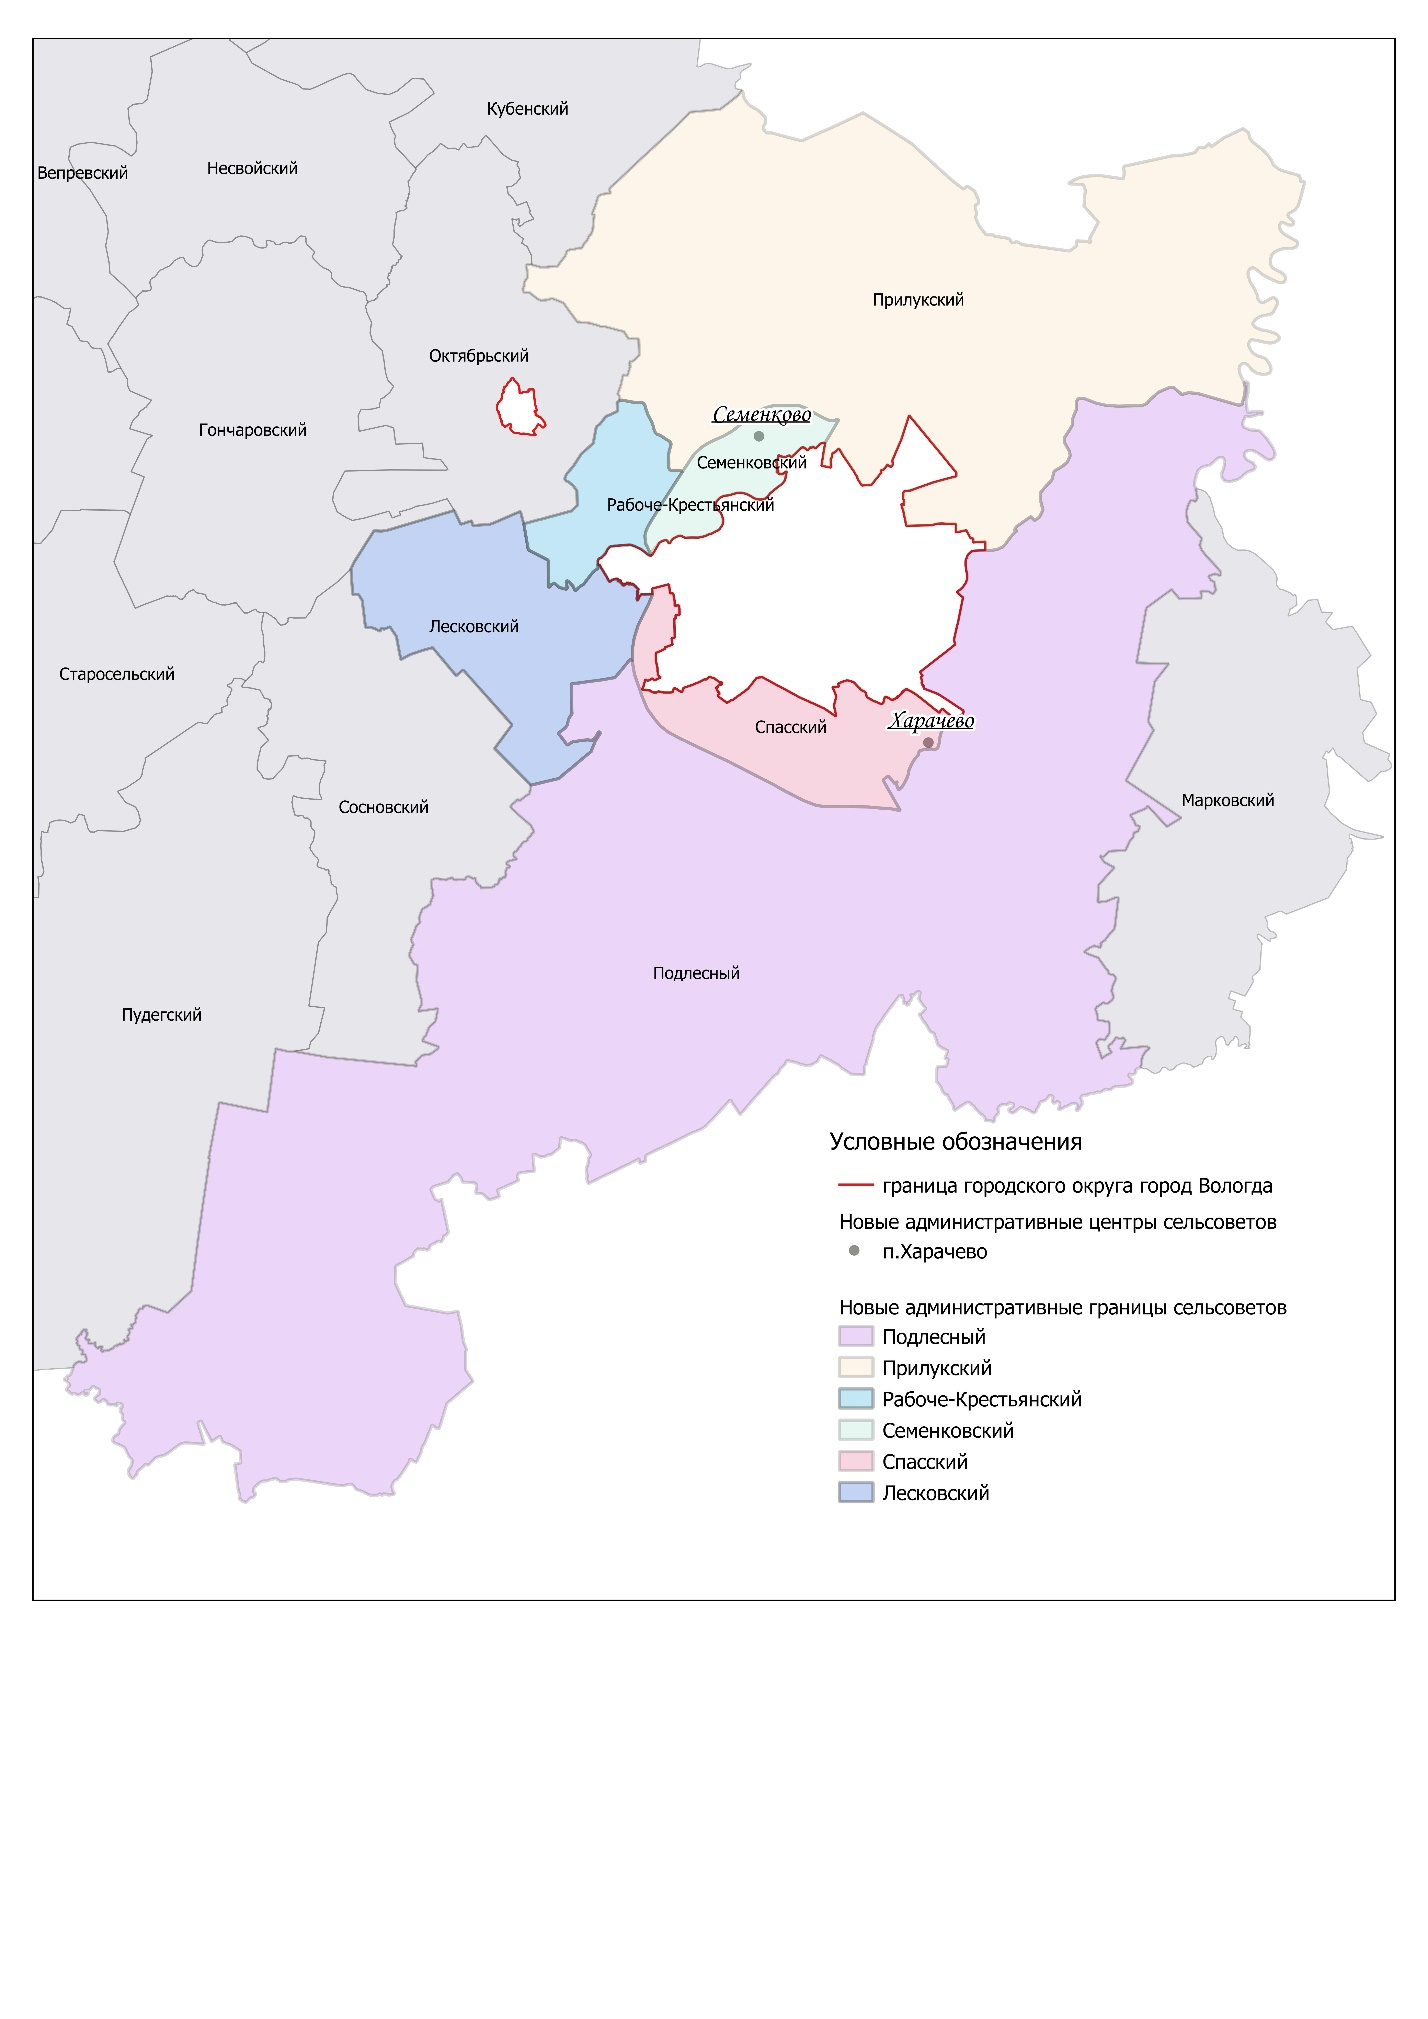 Кубенский
Вепревский
Несвойский
Прилукский
Октябрьский
Семенково
Гончаровский
Семенковский
Рабоче-Крестьянский
Лесковский
Старосельский
Харачево
Спасский
Марковский
Сосновский
Подлесный
Пудегский
Условные обозначения
граница городского округа город Вологда
Новые административные центры сельсоветов
п.Харачево
Новые административные границы сельсоветов
Подлесный
Прилукский
Рабоче-Крестьянский
Семенковский
Спасский
Лесковский